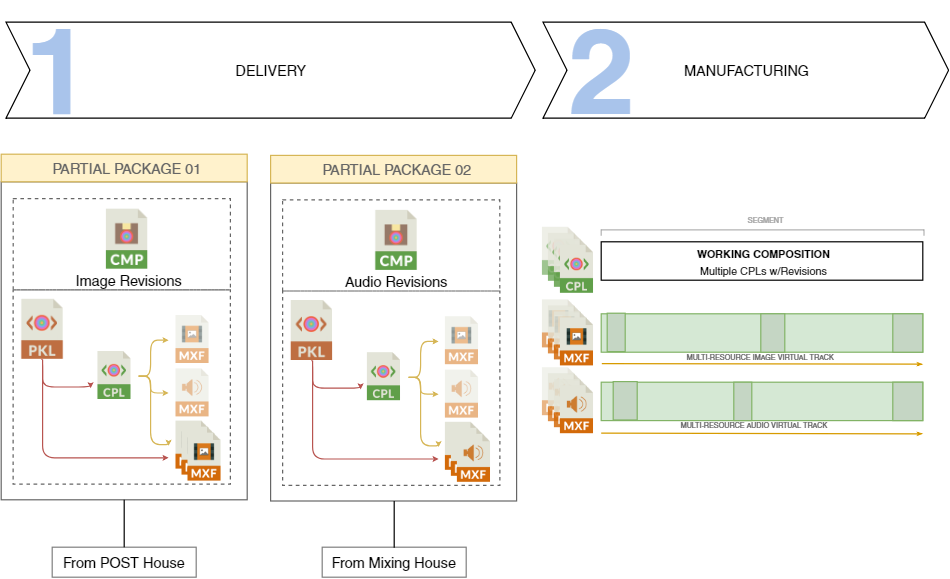 1
DELIVERY
2
MANUFACTURING
PARTIAL PACKAGE 01
CMP
Image Revisions
PKL
MXF
CPL
MXF
MXF
From POST House
PARTIAL PACKAGE 02
CMP
Audio Revisions
PKL
MXF
CPL
MXF
MXF
From Mixing House
SEGMENT
CPL
WORKING COMPOSITION
Multiple CPLs w/Revisions
MXF
MULTI-RESOURCE IMAGE VIRTUAL TRACK
MXF
MULTI-RESOURCE AUDIO VIRTUAL TRACK